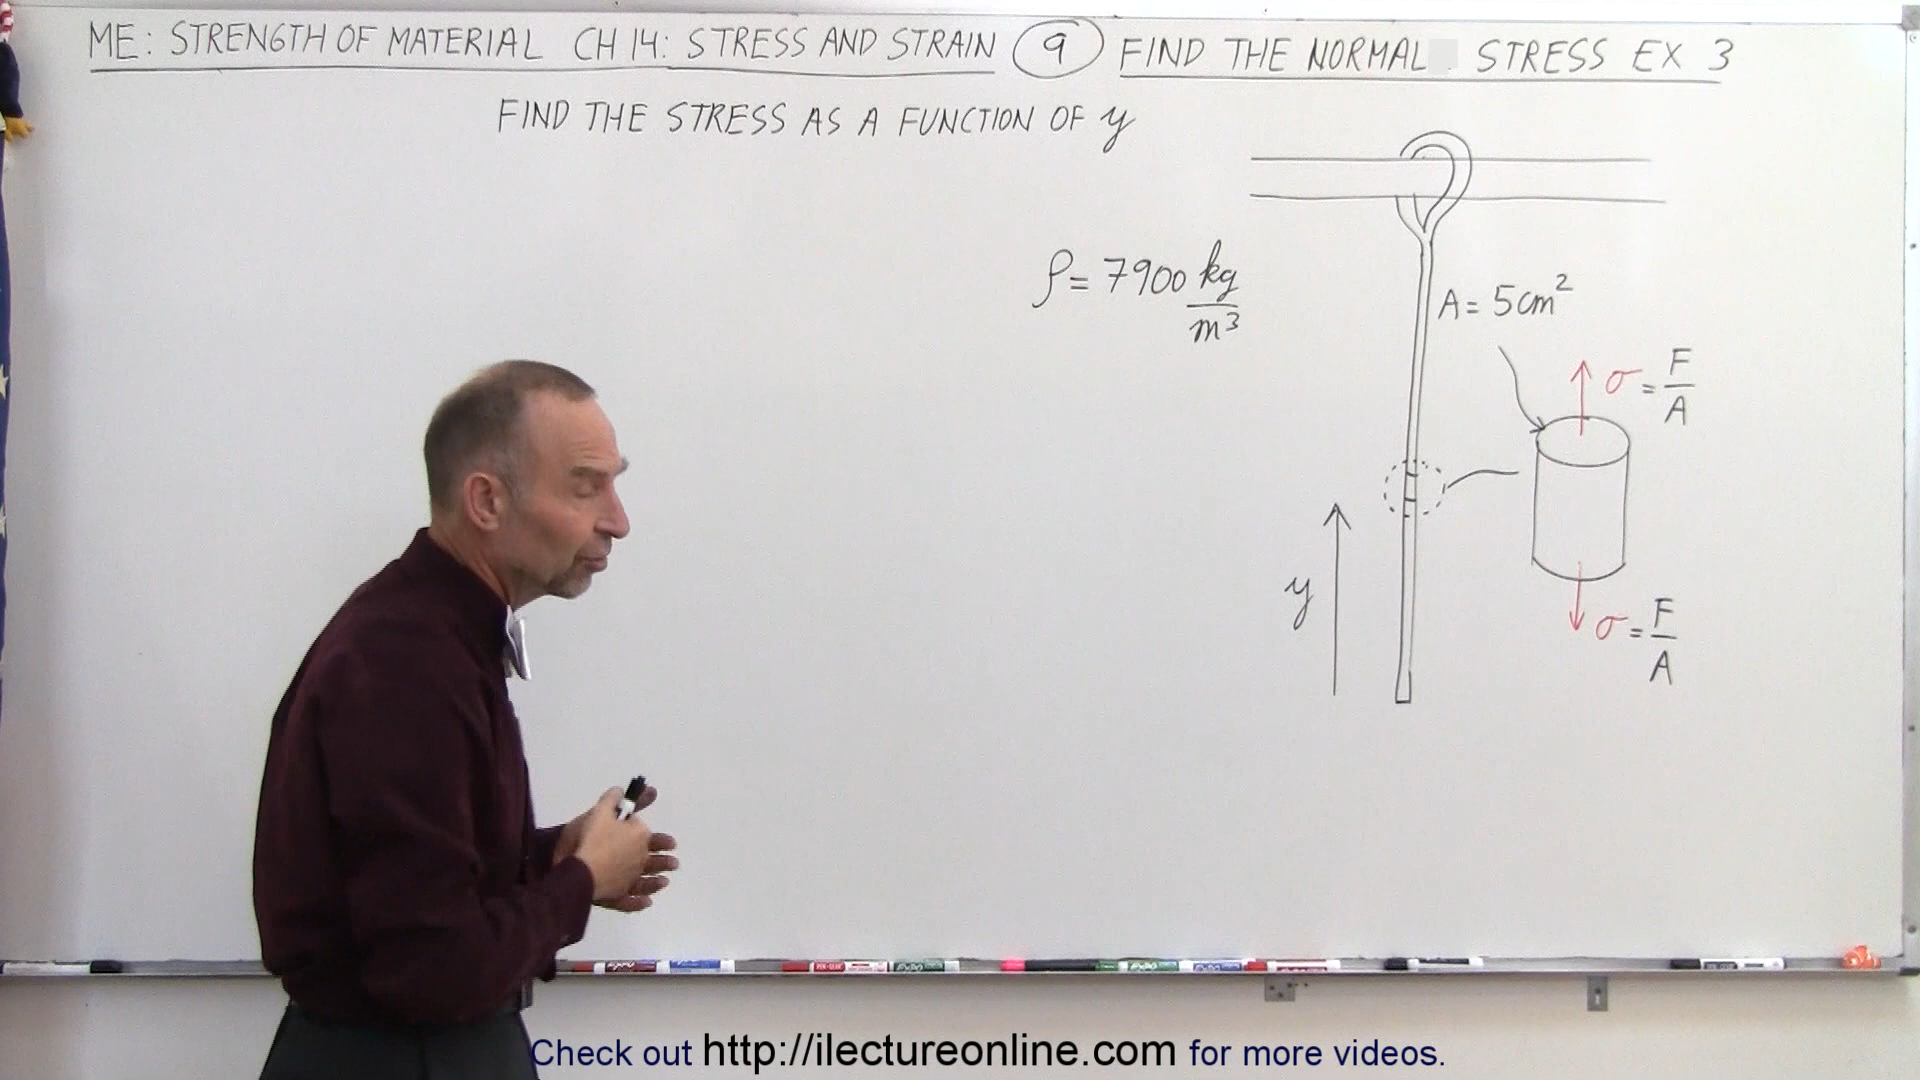 ME: STRENGTH OF MATERIAL CH 14: STRESS AND STRAIN 9 FIND THE NORMAL STRESS EX 3
FIND THE STRESS AS A FUNCTION OF y
ρ = 7900 kg/m³
A = 5cm²
σ = F/A
y
σ = F/A
Check out http://ilectureonline.com for more videos.